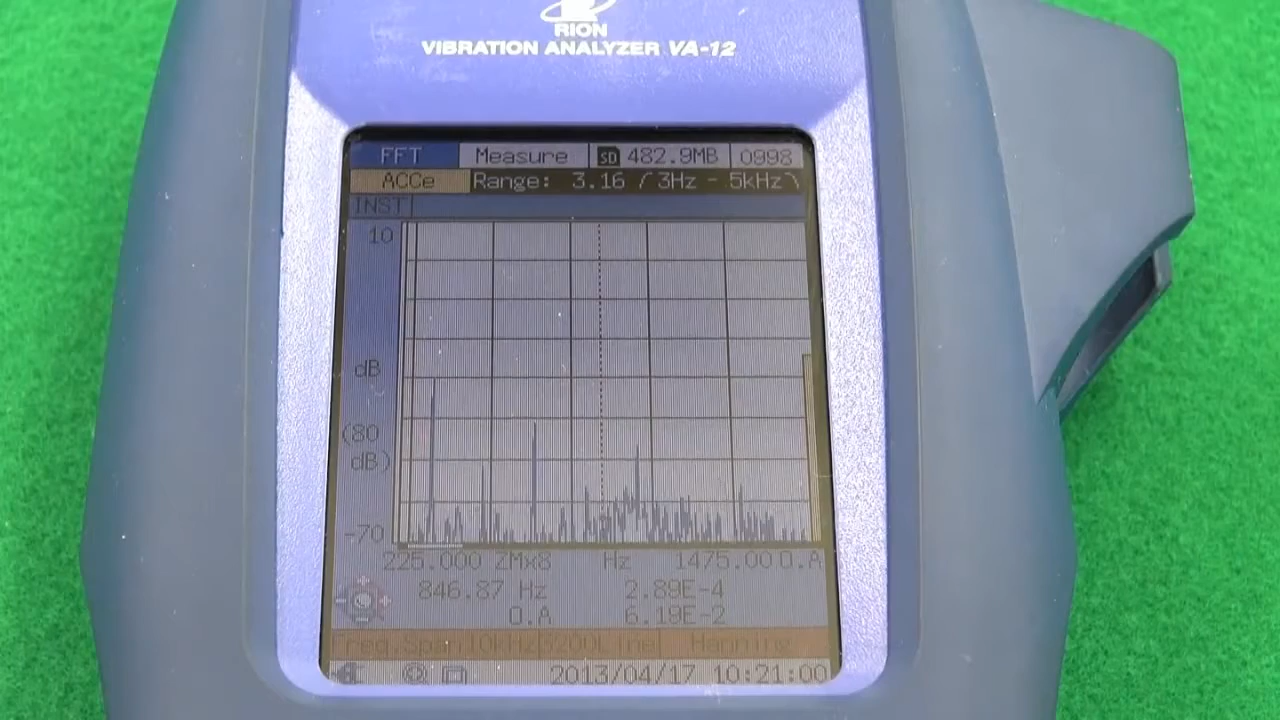 RION
VIBRATION ANALYZER VA-12
FFT Measure SD 482.9MB 0998
ACCe Range: 3.16 3Hz - 5kHz
INST
10
dB
(80
dB)
-70
225.000 ZMx8 Hz 1475.00 O.A
846.87 Hz 2.89E-4
O.A 6.19E-2
Freq.Span 10kHz Hanning
2013/04/17 10:21:00